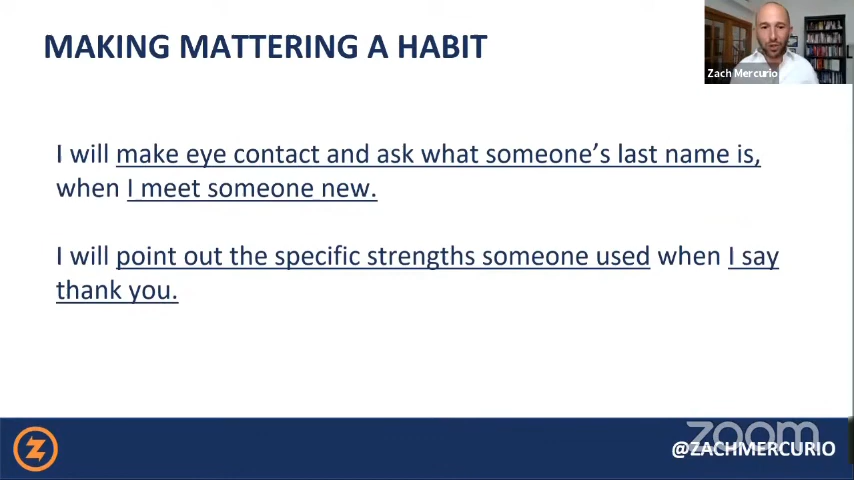 MAKING MATTERING A HABIT
Zach Mercurio
I will make eye contact and ask what someone’s last name is,
when I meet someone new.
I will point out the specific strengths someone used when I say
thank you.
zoom
@ZACHMERCURIO